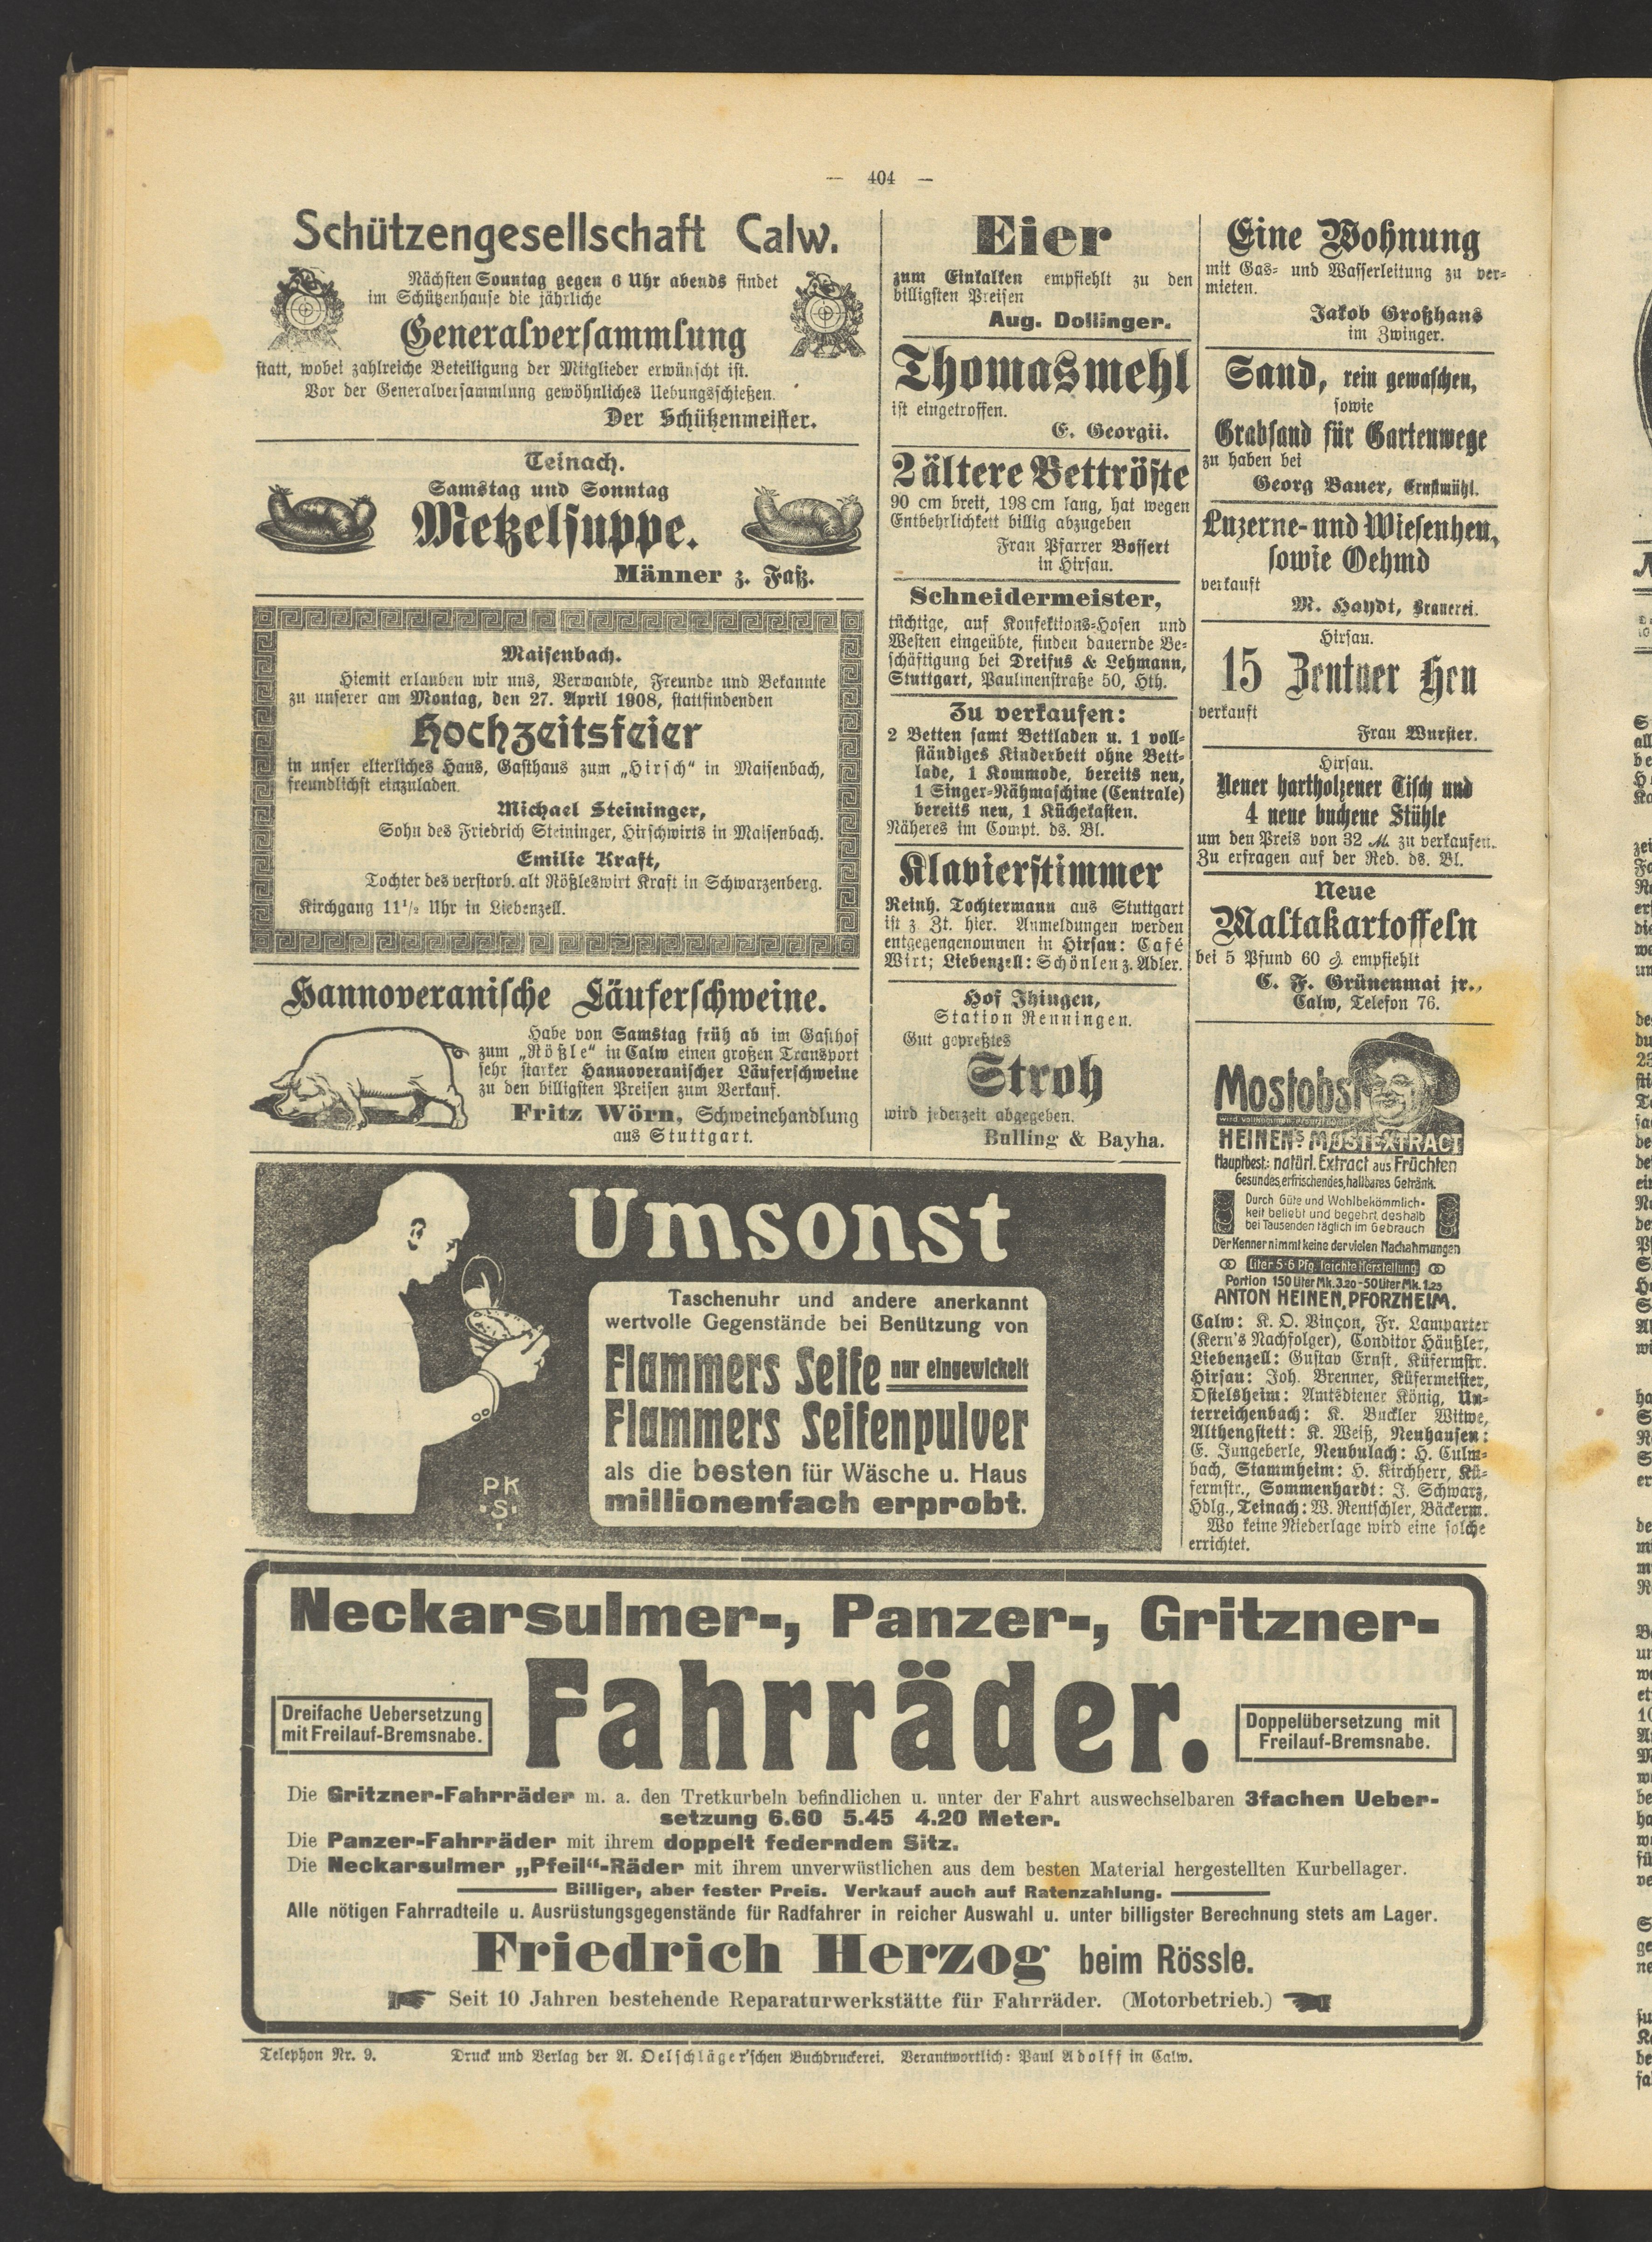 — 404 —
Schützengesellschaft Calw.
Nächsten Sonntag gegen 6 Uhr abends findet
im Schützenhause die jährliche
Generalversammlung
statt, wobei zahlreiche Beteiligung der Mitglieder erwünscht ist.
Vor der Generalversammlung gewöhnliches Uebungsschießen.
Der Schützenmeister.
Teinach.
Samstag und Sonntag
Metzelsuppe.
Männer z. Faß.
Maisenbach.
Hiemit erlauben wir uns, Verwandte, Freunde und Bekannte
zu unserer am Montag, den 27. April 1908, stattfindenden
Hochzeitsfeier
in unser elterliches Haus, Gasthaus zum „Hirsch“ in Maisenbach,
freundlichst einzuladen.
Michael Steininger,
Sohn des Friedrich Steininger, Hirschwirts in Maisenbach.
Emilie Kraft,
Tochter des verstorb. alt Rößleswirt Kraft in Schwarzenberg.
Kirchgang 11 1/2 Uhr in Liebenzell.
Hannoveranische Läuferschweine.
Habe von Samstag früh ab im Gasthof
zum „Rößle“ in Calw einen großen Transport
sehr starker Hannoveranischer Läuferschweine
zu den billigsten Preisen zum Verkauf.
Fritz Wörn, Schweinehandlung
aus Stuttgart.
Eier
zum Einkalken empfiehlt zu den
billigsten Preisen
Aug. Dollinger.
Thomasmehl
ist eingetroffen.
E. Georgii.
2 ältere Bettröste
90 cm breit, 198 cm lang, hat wegen
Entbehrlichkeit billig abzugeben
Frau Pfarrer Bossert
in Hirsau.
Schneidermeister,
tüchtige, auf Konfektions-Hosen und
Westen eingeübte, finden dauernde Be-
schäftigung bei Dreifus & Lehmann,
Stuttgart, Paulinenstraße 50, Hth.
Zu verkaufen:
2 Betten samt Bettladen u. 1 voll-
ständiges Kinderbett ohne Bett-
lade, 1 Kommode, bereits neu,
1 Singer-Nähmaschine (Centrale)
bereits neu, 1 Küchekasten.
Näheres im Compt. ds. Bl.
Klavierstimmer
Reinh. Tochtermann aus Stuttgart
ist z. Zt. hier. Anmeldungen werden
entgegengenommen in Hirsau: Café
Wirt; Liebenzell: Schönlen z. Adler.
Hof Ihingen,
Station Renningen.
Gut gepreßtes
Stroh
wird jederzeit abgegeben.
Bulling & Bayha.
Eine Wohnung
mit Gas- und Wasserleitung zu ver-
mieten.
Jakob Großhans
im Zwinger.
Sand, rein gewaschen,
sowie
Grabsand für Gartenwege
zu haben bei
Georg Bauer, Ernstmühl.
Luzerne- und Wiesenheu,
sowie Oehmd
verkauft
M. Haydt, Brauerei.
Hirsau.
15 Zentner Heu
verkauft
Frau Wurster.
Hirsau.
Neuer hartholzener Tisch und
4 neue buchene Stühle
um den Preis von 32 M. zu verkaufen.
Zu erfragen auf der Red. ds. Bl.
Neue
Maltakartoffeln
bei 5 Pfund 60 ₰ empfiehlt
C. F. Grünenmai jr.,
Calw, Telefon 76.
Mostobst
HEINEN'S MOSTEXTRACT
Hauptbest.: natürl. Extract aus Früchten
Gesundes, erfrischendes, haltbares Getränk.
Durch Güte und Wohlbekömmlich-
keit beliebt und begehrt deshalb
bei Tausenden täglich im Gebrauch
Der Kenner nimmt keine der vielen Nachahmungen
Liter 5-6 Pfg. leichte Herstellung
Portion 150 Liter Mk. 3.20 - 50 Liter Mk. 1.25
ANTON HEINEN, PFORZHEIM.
Calw: K. O. Vinçon, Fr. Lamparter
(Kern's Nachfolger), Conditor Häußler,
Liebenzell: Gustav Ernst, Küfermstr.
Hirsau: Joh. Brenner, Küfermeister,
Ostelsheim: Amtsdiener König, Un-
terreichenbach: K. Buckler Witwe,
Althengstett: K. Weiß, Neuhausen:
E. Jungeberle, Neubulach: H. Culm-
bach, Stammheim: H. Kirchherr, Kü-
fermstr., Sommenhardt: J. Schwarz,
Hdlg., Teinach: W. Rentschler, Bäckerm.
Wo keine Niederlage wird eine solche
errichtet.
Umsonst
Taschenuhr und andere anerkannt
wertvolle Gegenstände bei Benützung von
Flammers Seife nur eingewickelt
Flammers Seifenpulver
als die besten für Wäsche u. Haus
millionenfach erprobt.
PK
S
Neckarsulmer-, Panzer-, Gritzner-
Fahrräder.
Dreifache Uebersetzung
mit Freilauf-Bremsnabe.
Doppelübersetzung mit
Freilauf-Bremsnabe.
Die Gritzner-Fahrräder m. a. den Tretkurbeln befindlichen u. unter der Fahrt auswechselbaren 3fachen Ueber-
setzung 6.60 5.45 4.20 Meter.
Die Panzer-Fahrräder mit ihrem doppelt federnden Sitz.
Die Neckarsulmer „Pfeil“-Räder mit ihrem unverwüstlichen aus dem besten Material hergestellten Kurbellager.
Billiger, aber fester Preis. Verkauf auch auf Ratenzahlung.
Alle nötigen Fahrradteile u. Ausrüstungsgegenstände für Radfahrer in reicher Auswahl u. unter billigster Berechnung stets am Lager.
Friedrich Herzog beim Rössle.
Seit 10 Jahren bestehende Reparaturwerkstätte für Fahrräder. (Motorbetrieb.)
Telephon Nr. 9. Druck und Verlag der A. Oelschläger'schen Buchdruckerei. Verantwortlich: Paul Adolff in Calw.